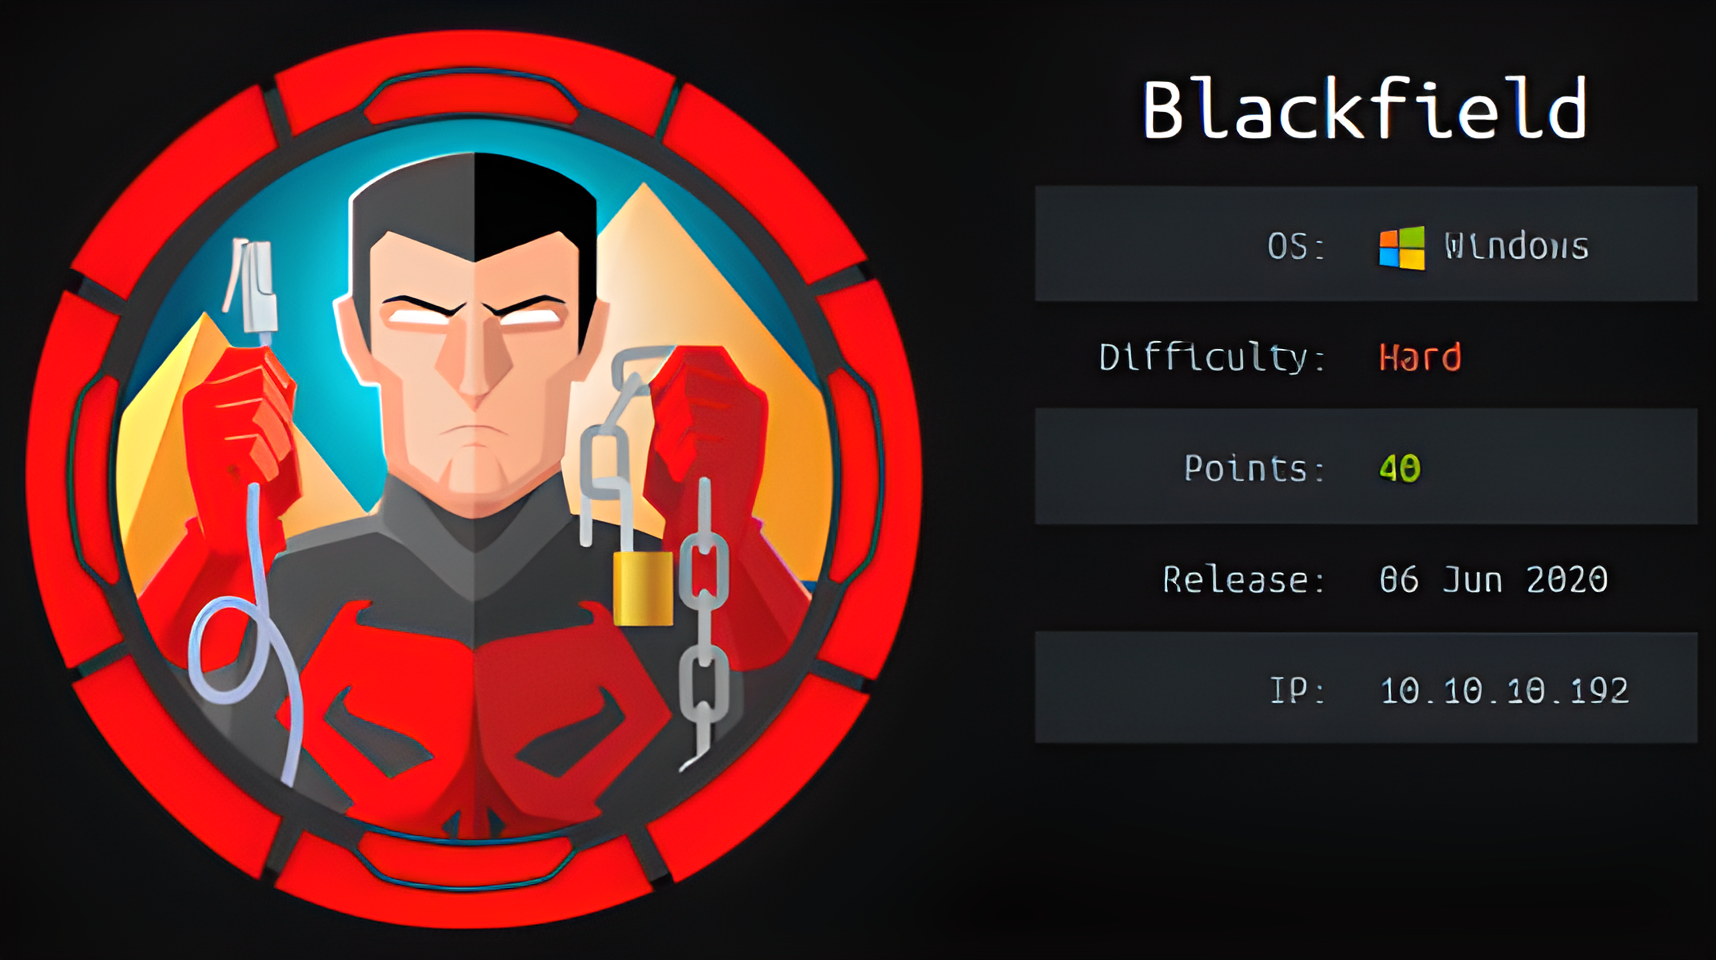 Blackfield
OS: Windows
Difficulty: Hard
Points: 40
Release: 06 Jun 2020
IP: 10.10.10.192